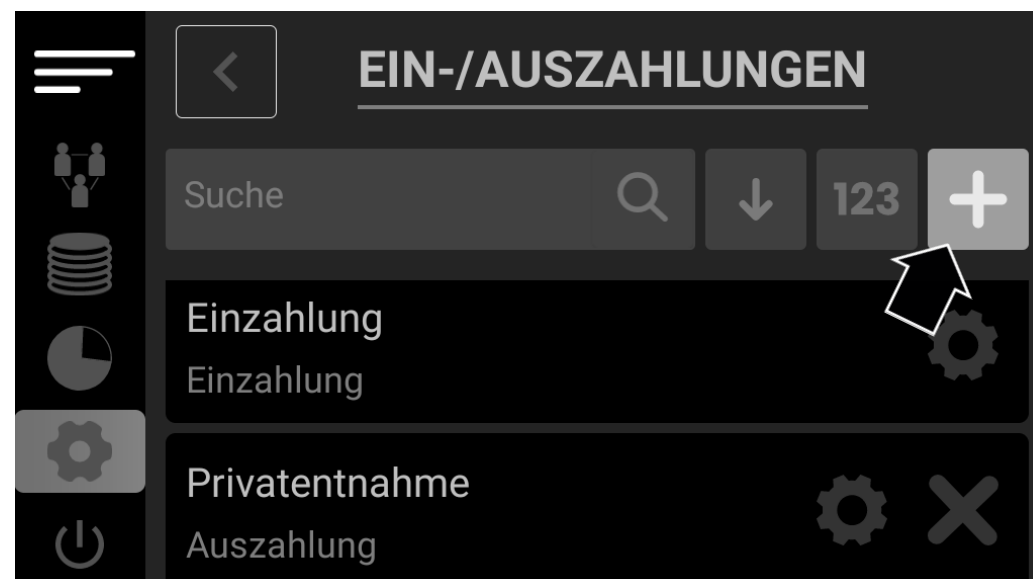 EIN-/AUSZAHLUNGEN
Suche
123
Einzahlung
Einzahlung
Privatentnahme
Auszahlung